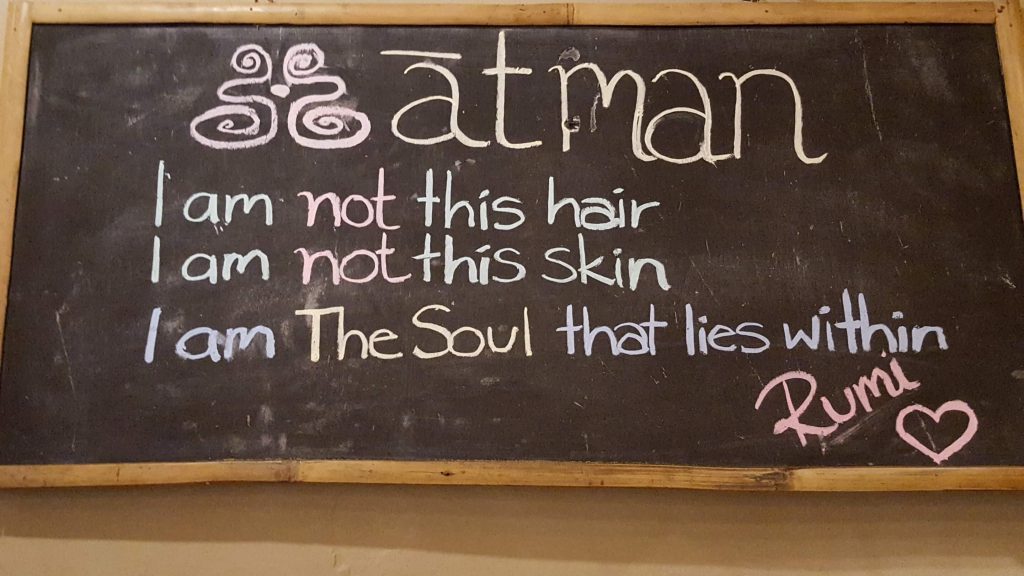 ātman
I am not this hair
I am not this skin
I am The Soul that lies within
Rumi